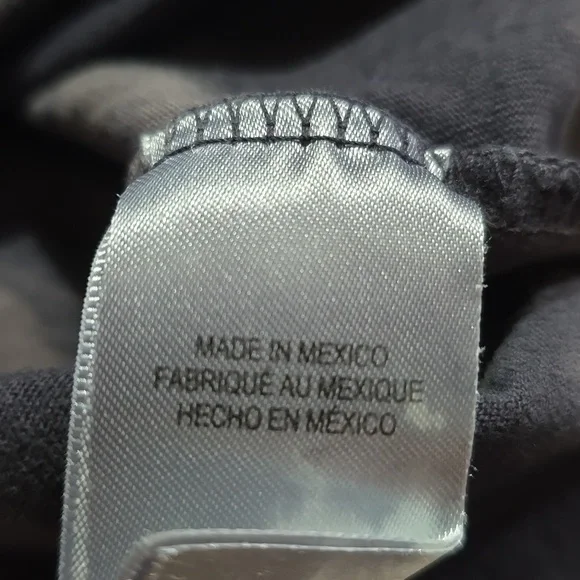 MADE IN MEXICO
FABRIQUÉ AU MEXIQUE
HECHO EN MÉXICO